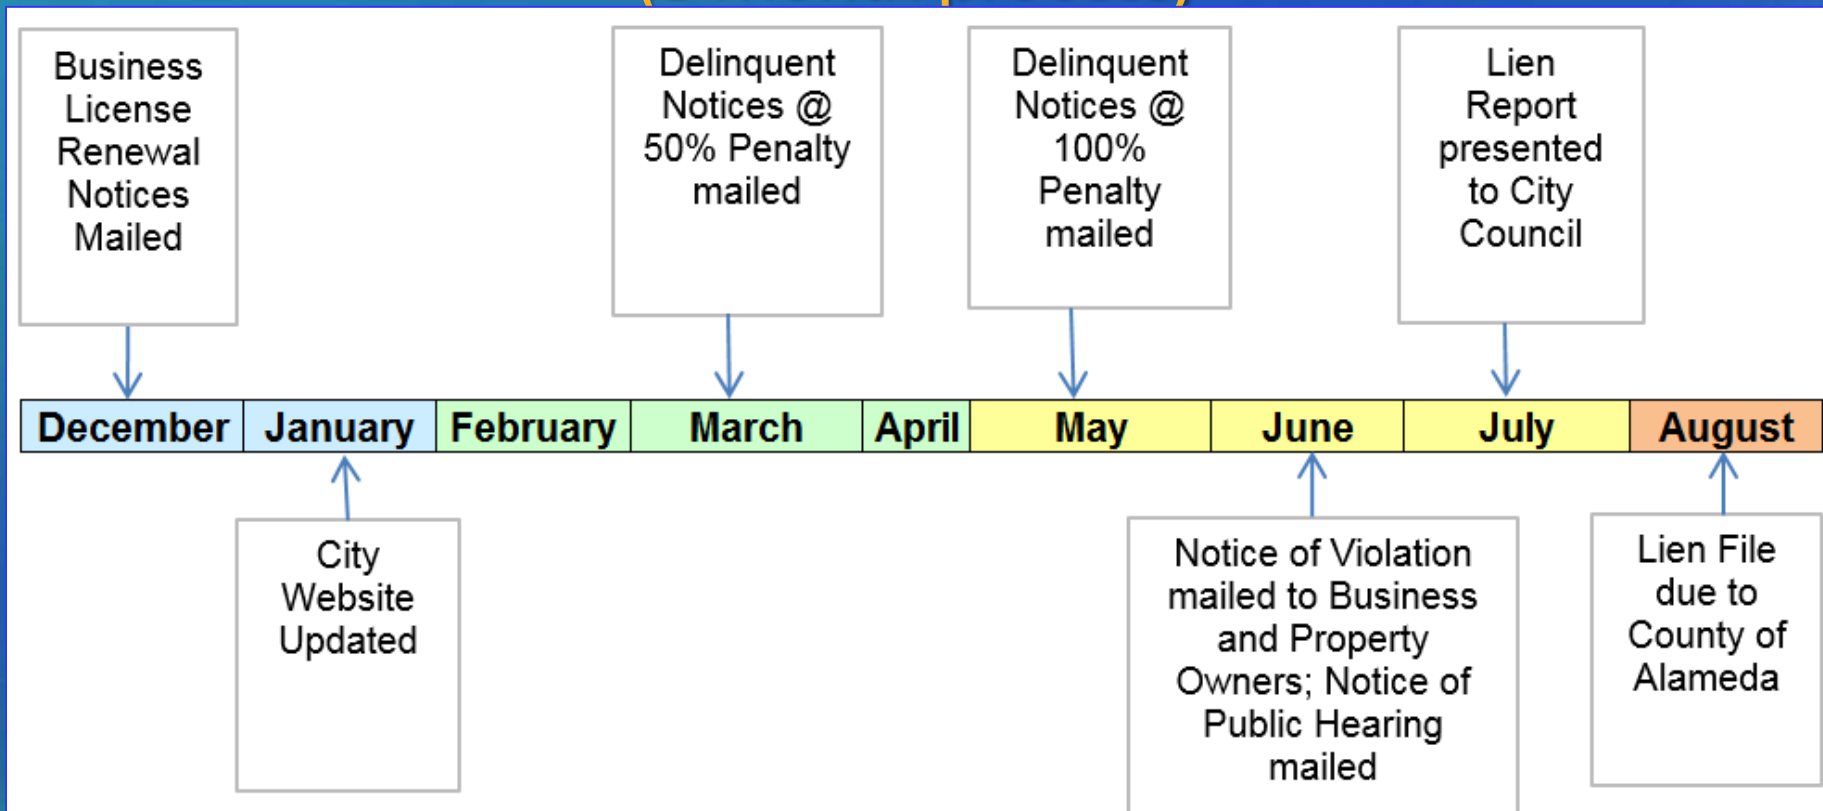 Business
License
Renewal
Notices
Mailed
Delinquent
Notices @
50% Penalty
mailed
Delinquent
Notices @
100%
Penalty
mailed
Lien
Report
presented
to City
Council
December January February March April May June July August
City
Website
Updated
Notice of Violation
mailed to Business
and Property
Owners; Notice of
Public Hearing
mailed
Lien File
due to
County of
Alameda